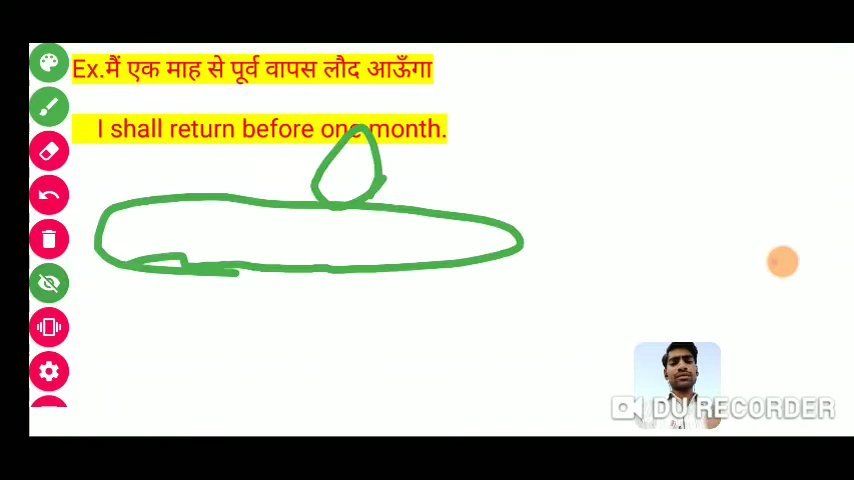 Ex.मैं एक माह से पूर्व वापस लौद आऊँगा
I shall return before one month.
DU RECORDER